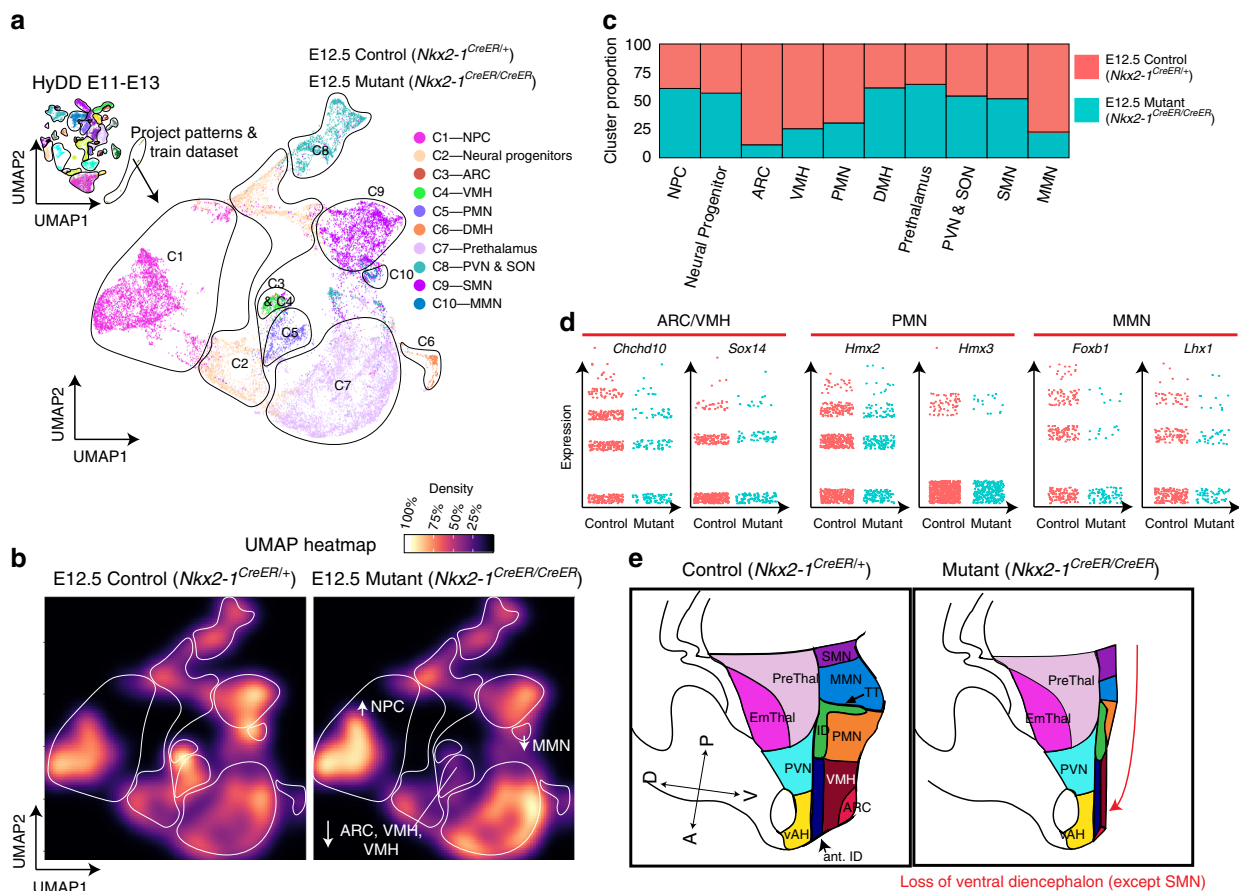 a
E12.5 Control (Nkx2-1CreER/+)
E12.5 Mutant (Nkx2-1CreER/CreER)
HyDD E11-E13
Project patterns &
train dataset
UMAP2
UMAP1
C8
C1—NPC
C2—Neural progenitors
C3—ARC
C4—VMH
C5—PMN
C6—DMH
C7—Prethalamus
C8—PVN & SON
C9—SMN
C10—MMN
C9
C1
C10
C3
& C4
C5
C2
C6
C7
UMAP2
UMAP1
Density
100%
75%
50%
25%
UMAP heatmap
b
E12.5 Control (Nkx2-1CreER/+)
E12.5 Mutant (Nkx2-1CreER/CreER)
NPC
MMN
ARC, VMH,
VMH
UMAP2
UMAP1
c
Cluster proportion
100
75
50
25
0
NPC
Neural Progenitor
ARC
VMH
PMN
DMH
Prethalamus
PVN & SON
SMN
MMN
E12.5 Control
(Nkx2-1CreER/+)
E12.5 Mutant
(Nkx2-1CreER/CreER)
d
ARC/VMH
PMN
MMN
Chchd10
Sox14
Hmx2
Hmx3
Foxb1
Lhx1
Expression
Control Mutant
Control Mutant
Control Mutant
Control Mutant
Control Mutant
Control Mutant
e
Control (Nkx2-1CreER/+)
Mutant (Nkx2-1CreER/CreER)
SMN
PreThal
MMN
TT
EmThal
ID
PMN
PVN
VMH
ARC
vAH
ant. ID
P
D
V
A
PreThal
EmThal
PVN
vAH
Loss of ventral diencephalon (except SMN)